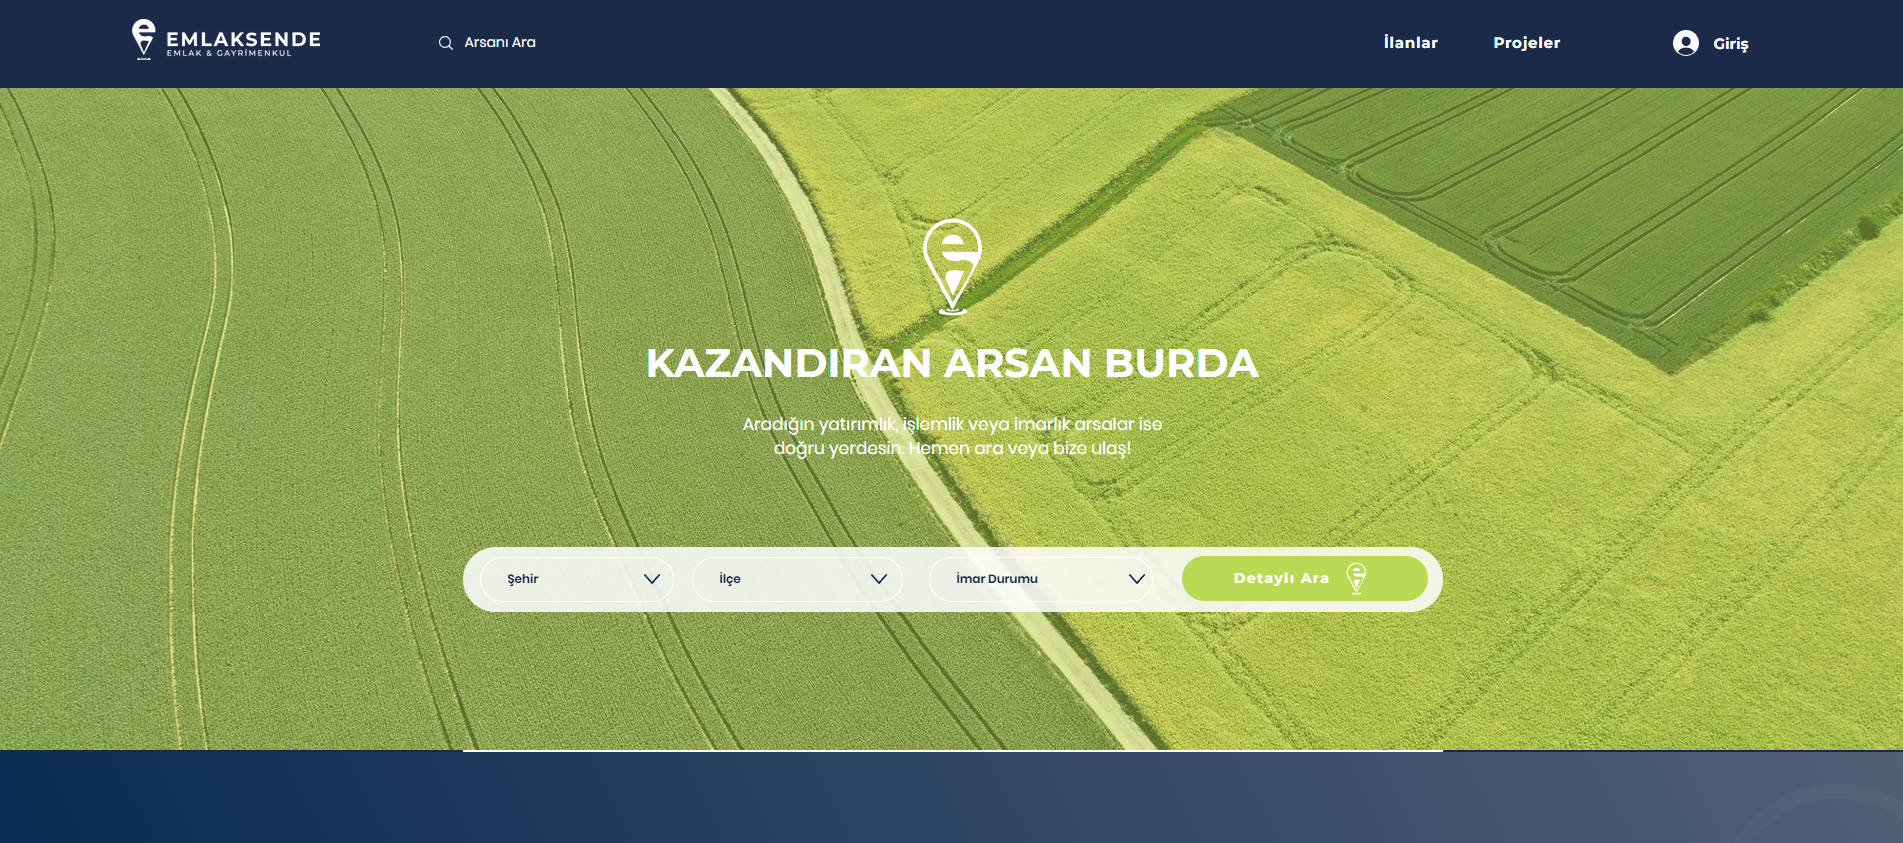 EMLAKSENDE
EMLAK & GAYRİMENKUL
Arsanı Ara
İlanlar
Projeler
Giriş
KAZANDIRAN ARSAN BURDA
Aradığın yatırımlık, işlemlik veya imarlık arsalar ise
doğru yerdesin. Hemen ara veya bize ulaş!
Şehir
İlçe
İmar Durumu
Detaylı Ara